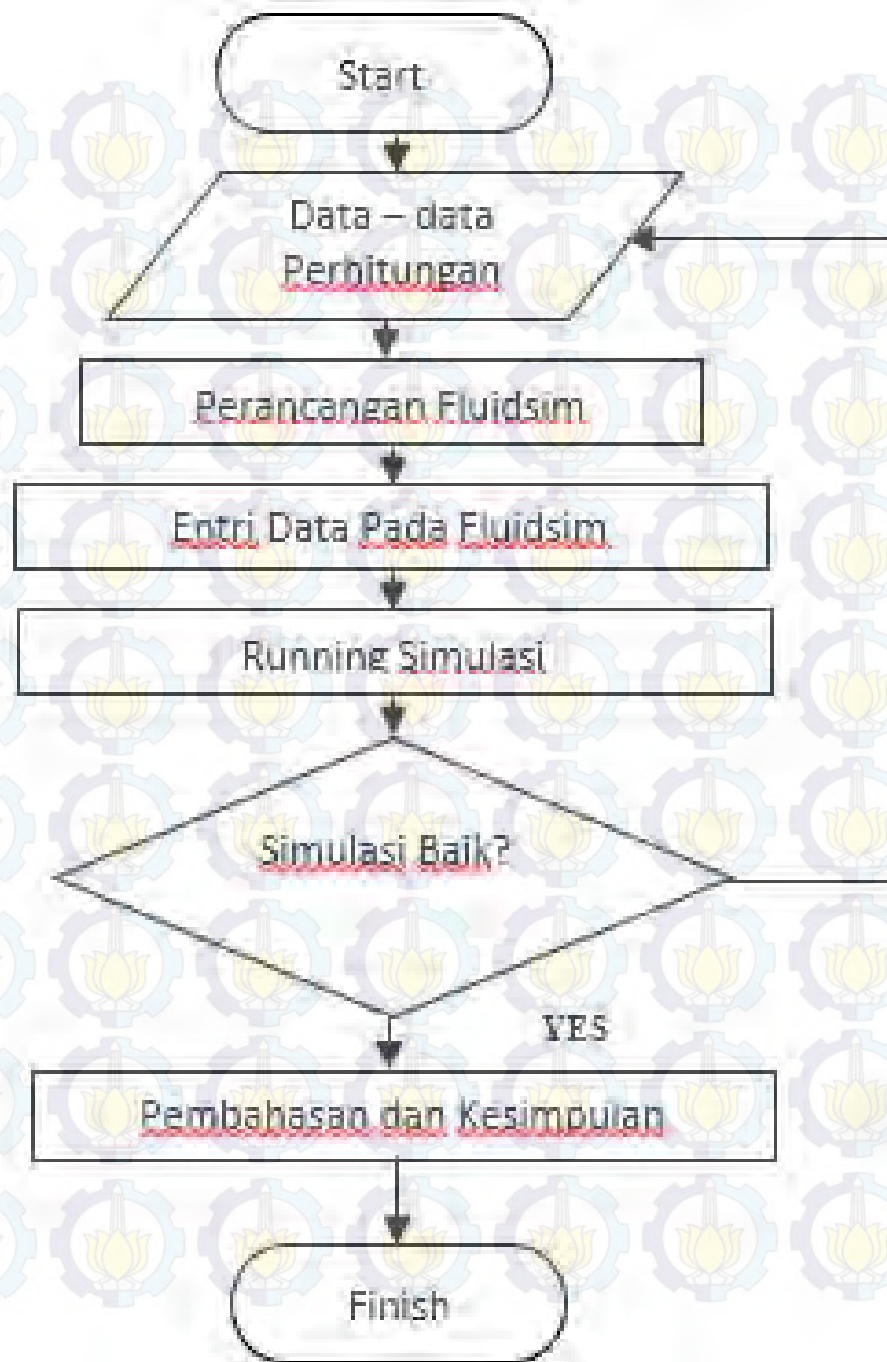 Start
Data – data
Perhitungan
Perancangan Fluidsim
Entri Data Pada Fluidsim
Running Simulasi
Simulasi Baik?
YES
Pembahasan dan Kesimpulan
Finish